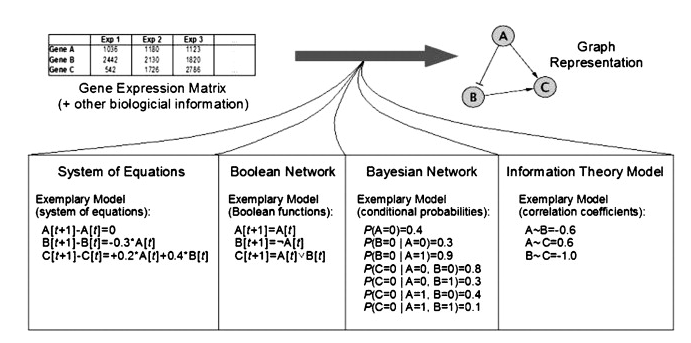 Exp 1 Exp 2 Exp 3
Gene A 1036 1180 1123
Gene B 2442 2130 1820
Gene C 542 1726 2786
Gene Expression Matrix
(+ other biologicial information)
A
B
C
Graph
Representation
System of Equations
Exemplary Model
(system of equations):
A[t+1]-A[t]=0
B[t+1]-B[t]=-0.3*A[t]
C[t+1]-C[t]=+0.2*A[t]+0.4*B[t]
Boolean Network
Exemplary Model
(Boolean functions):
A[t+1]=A[t]
B[t+1]=¬A[t]
C[t+1]=A[t]∨B[t]
Bayesian Network
Exemplary Model
(conditional probabilities):
P(A=0)=0.4
P(B=0 | A=0)=0.3
P(B=0 | A=1)=0.9
P(C=0 | A=0, B=0)=0.8
P(C=0 | A=0, B=1)=0.3
P(C=0 | A=1, B=0)=0.4
P(C=0 | A=1, B=1)=0.1
Information Theory Model
Exemplary Model
(correlation coefficients):
A~B=-0.6
A~C=0.6
B~C=-1.0